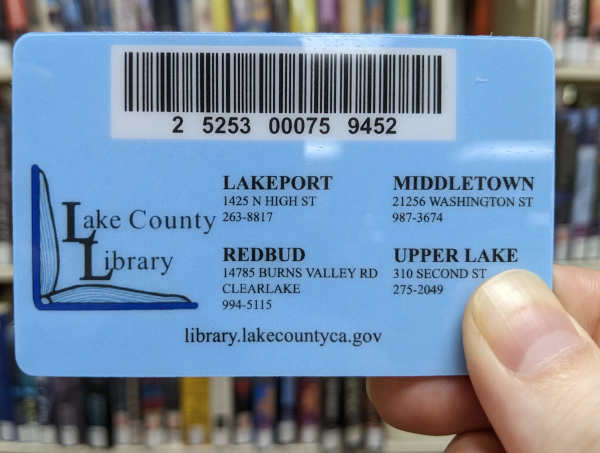 2 5253 00075 9452
Lake County
Library
LAKEPORT
1425 N HIGH ST
263-8817
MIDDLETOWN
21256 WASHINGTON ST
987-3674
REDBUD
14785 BURNS VALLEY RD
CLEARLAKE
994-5115
UPPER LAKE
310 SECOND ST
275-2049
library.lakecountyca.gov